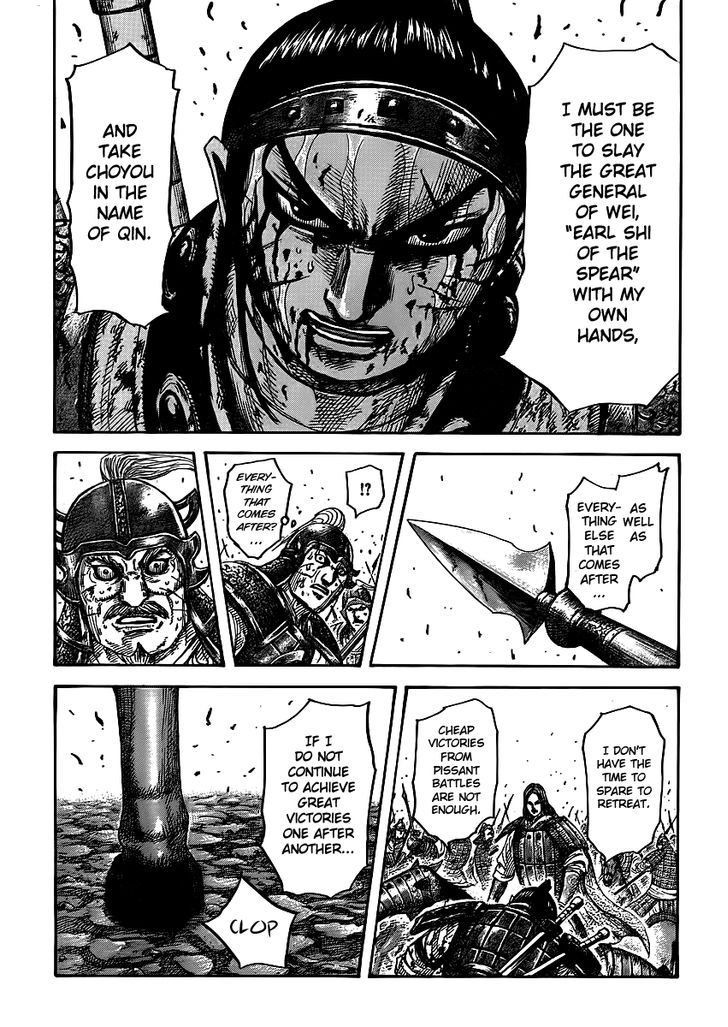 I MUST BE
THE ONE
TO SLAY
THE GREAT
GENERAL
OF WEI,
"EARL SHI
OF THE
SPEAR"
WITH MY
OWN
HANDS,
AND
TAKE
CHOYOU
IN THE
NAME
OF QIN.
AS
WELL
AS
EVERY-
THING
ELSE
THAT
COMES
AFTER
...
!?
EVERY-
THING
THAT
COMES
AFTER?
...
I DON'T
HAVE THE
TIME TO
SPARE TO
RETREAT.
CHEAP
VICTORIES
FROM
PISSANT
BATTLES
ARE NOT
ENOUGH.
IF I
DO NOT
CONTINUE
TO ACHIEVE
GREAT
VICTORIES
ONE AFTER
ANOTHER...
CLOP